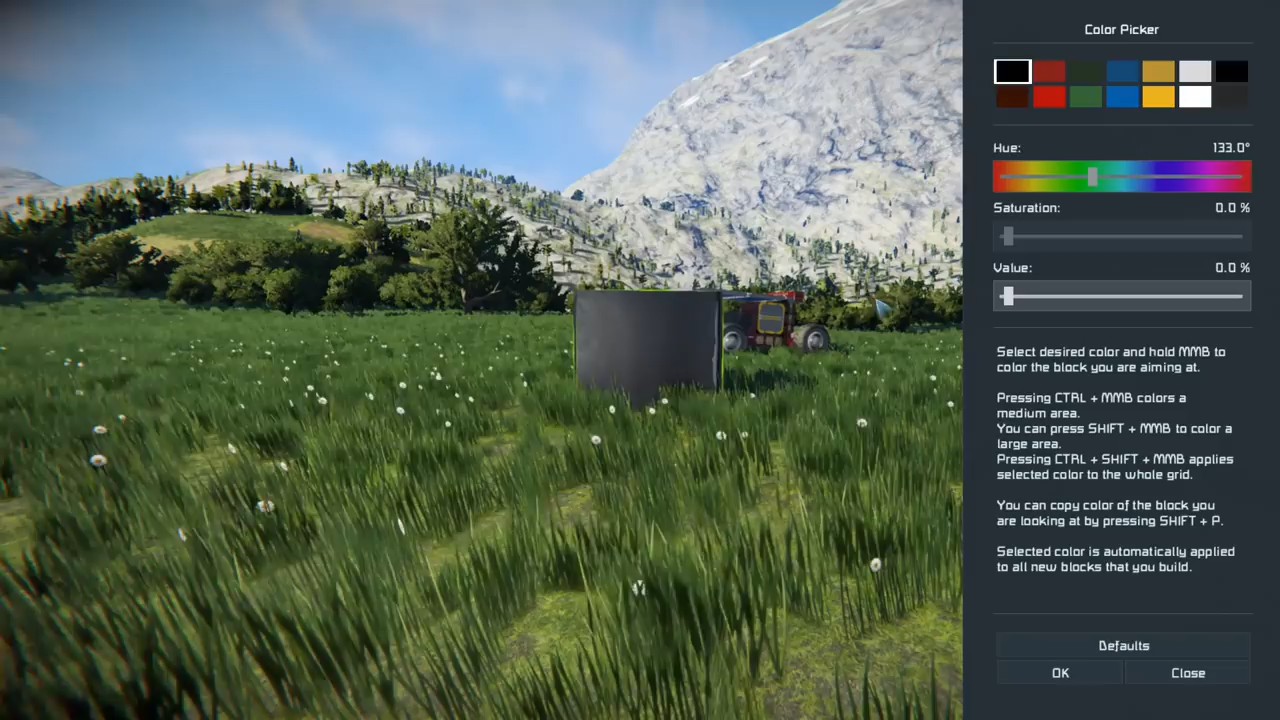 Color Picker
Hue: 133.0°
Saturation: 0.0 %
Value: 0.0 %
Select desired color and hold MMB to
color the block you are aiming at.
Pressing CTRL + MMB colors a
medium area.
You can press SHIFT + MMB to color a
large area.
Pressing CTRL + SHIFT + MMB applies
selected color to the whole grid.
You can copy color of the block you
are looking at by pressing SHIFT + P.
Selected color is automatically applied
to all new blocks that you build.
Defaults
OK Close